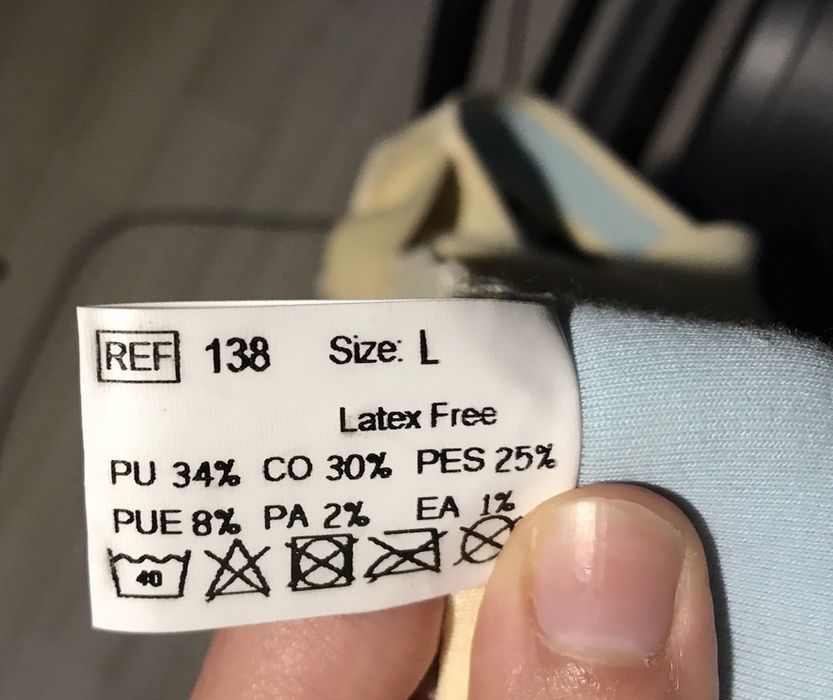 REF 138 Size: L
Latex Free
PU 34% CO 30% PES 25%
PUE 8% PA 2% EA 1%
40